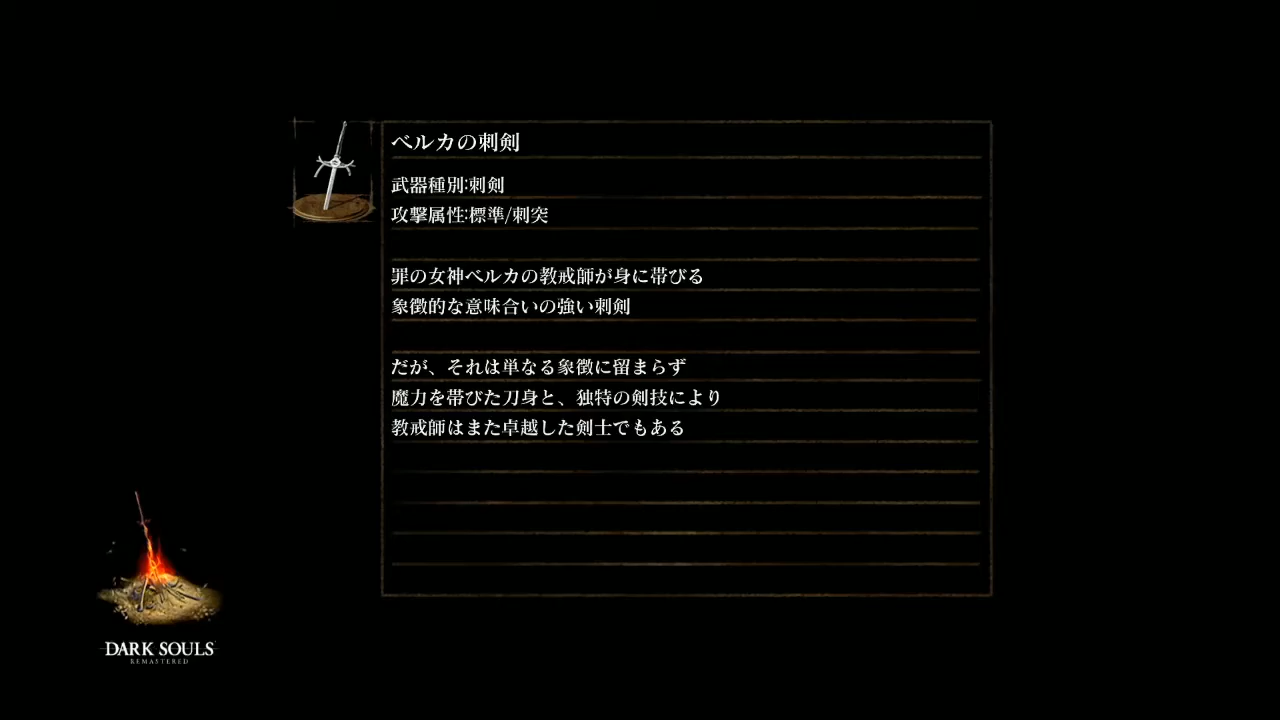 ベルカの刺剣
武器種別:刺剣
攻撃属性:標準/刺突
罪の女神ベルカの教戒師が身に帯びる
象徴的な意味合いの強い刺剣
だが、それは単なる象徴に留まらず
魔力を帯びた刀身と、独特の剣技により
教戒師はまた卓越した剣士でもある
DARK SOULS
REMASTERED